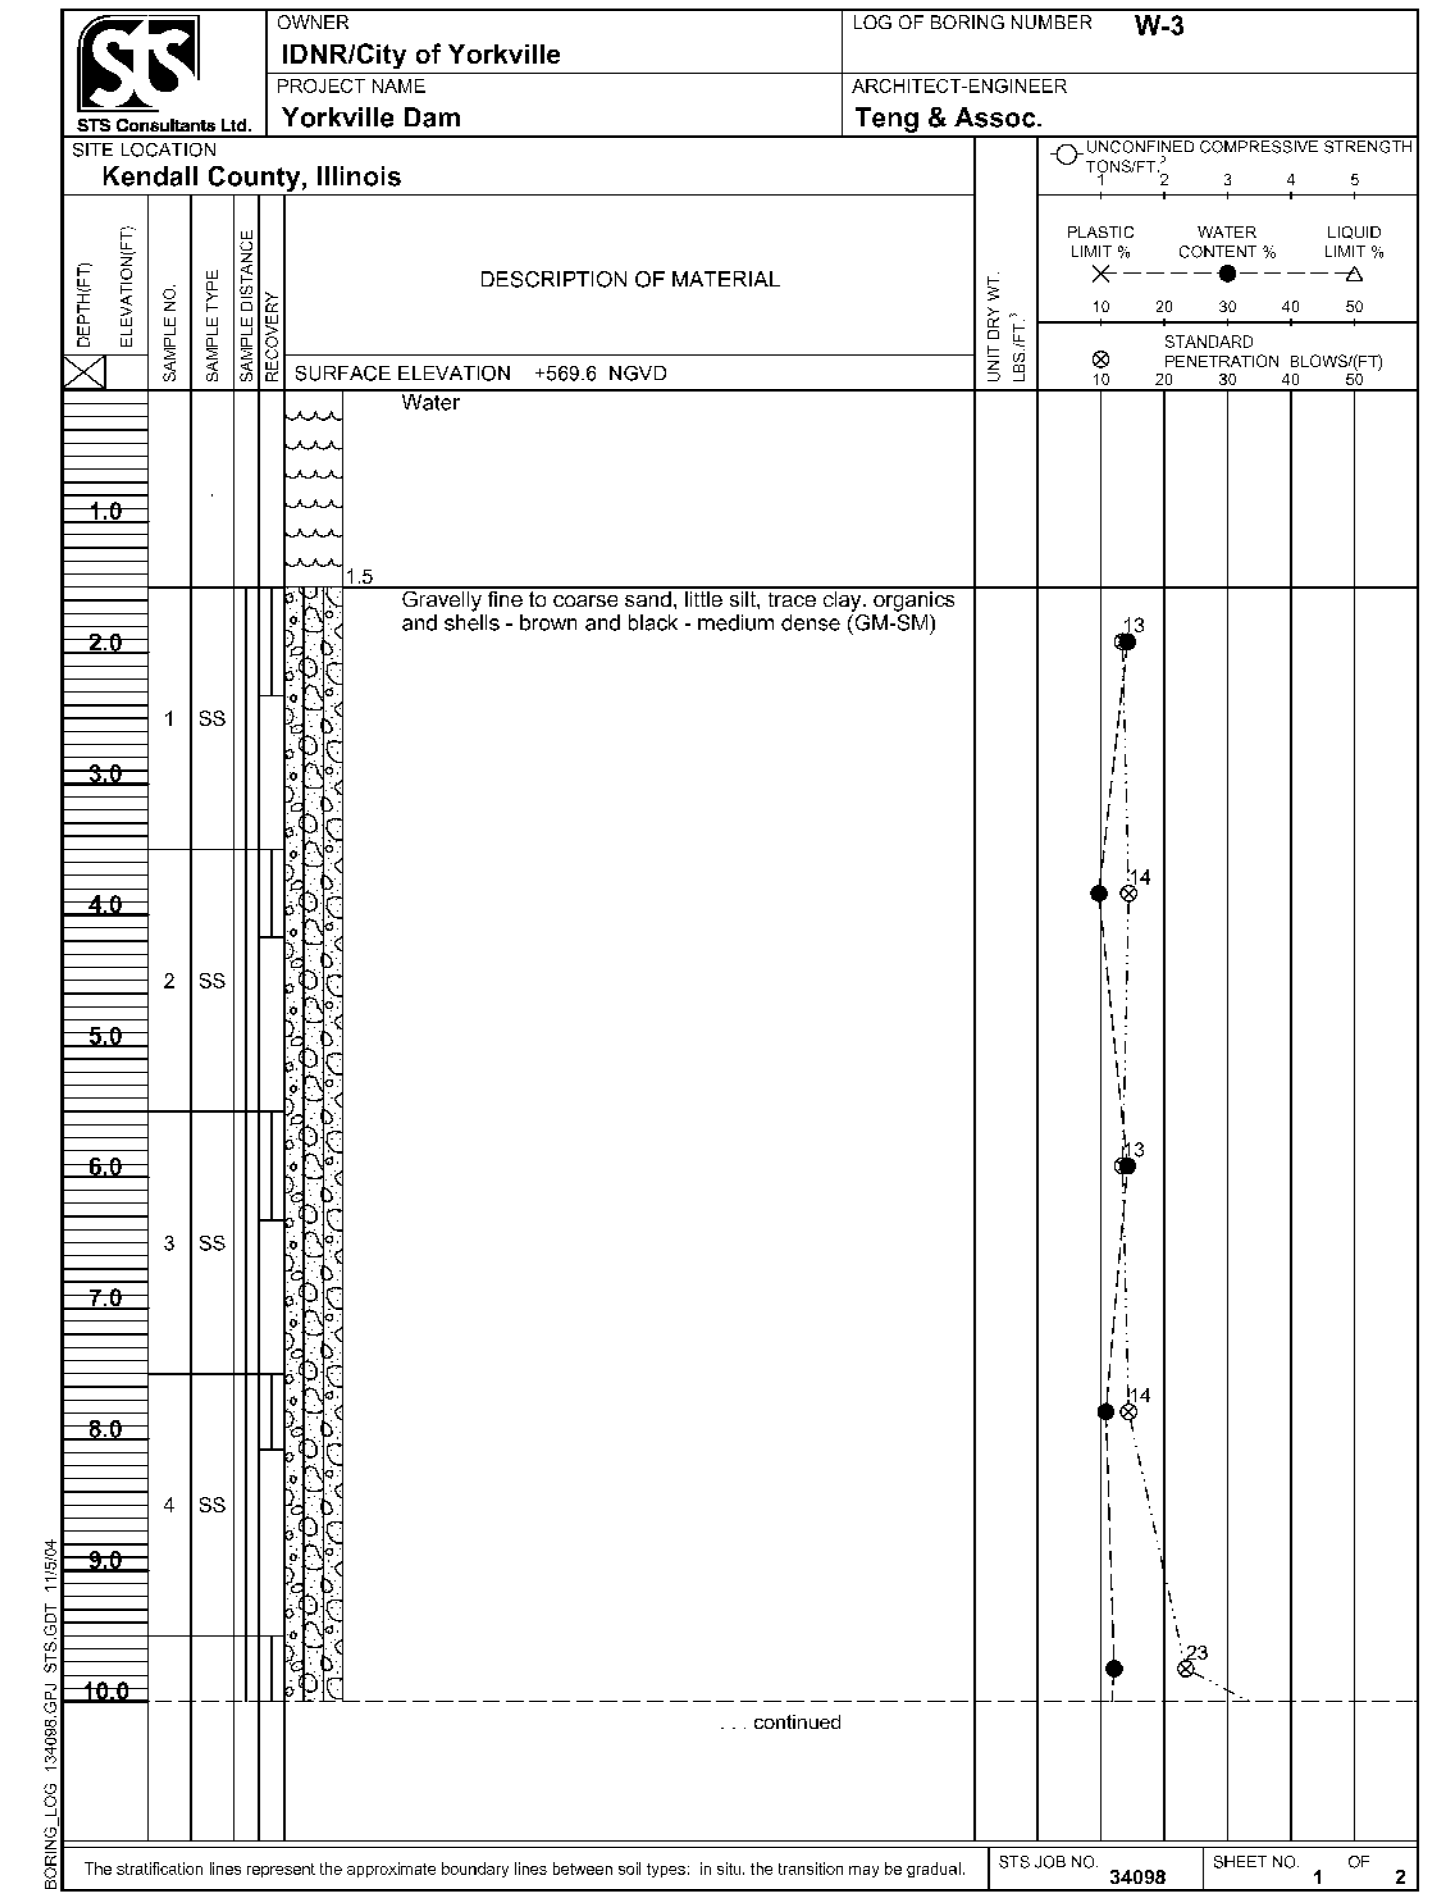 STS
STS Consultants Ltd.
OWNER
IDNR/City of Yorkville
LOG OF BORING NUMBER W-3
PROJECT NAME
Yorkville Dam
ARCHITECT-ENGINEER
Teng & Assoc.
SITE LOCATION
Kendall County, Illinois
UNCONFINED COMPRESSIVE STRENGTH
TONS/FT.²
1 2 3 4 5
DEPTH(FT)
ELEVATION(FT)
SAMPLE NO.
SAMPLE TYPE
SAMPLE DISTANCE
RECOVERY
DESCRIPTION OF MATERIAL
UNIT DRY WT.
LBS./FT.³
PLASTIC WATER LIQUID
LIMIT % CONTENT % LIMIT %
10 20 30 40 50
STANDARD
PENETRATION BLOWS/(FT)
10 20 30 40 50
SURFACE ELEVATION +569.6 NGVD
Water
1.0
1.5
Gravelly fine to coarse sand, little silt, trace clay, organics
and shells - brown and black - medium dense (GM-SM)
13
2.0
1 SS
3.0
14
4.0
2 SS
5.0
13
6.0
3 SS
7.0
14
8.0
4 SS
9.0
23
10.0
. . . continued
BORING_LOG 134098.GPJ STS.GDT 11/5/04
The stratification lines represent the approximate boundary lines between soil types: in situ, the transition may be gradual.
STS JOB NO. 34098
SHEET NO. 1 OF 2